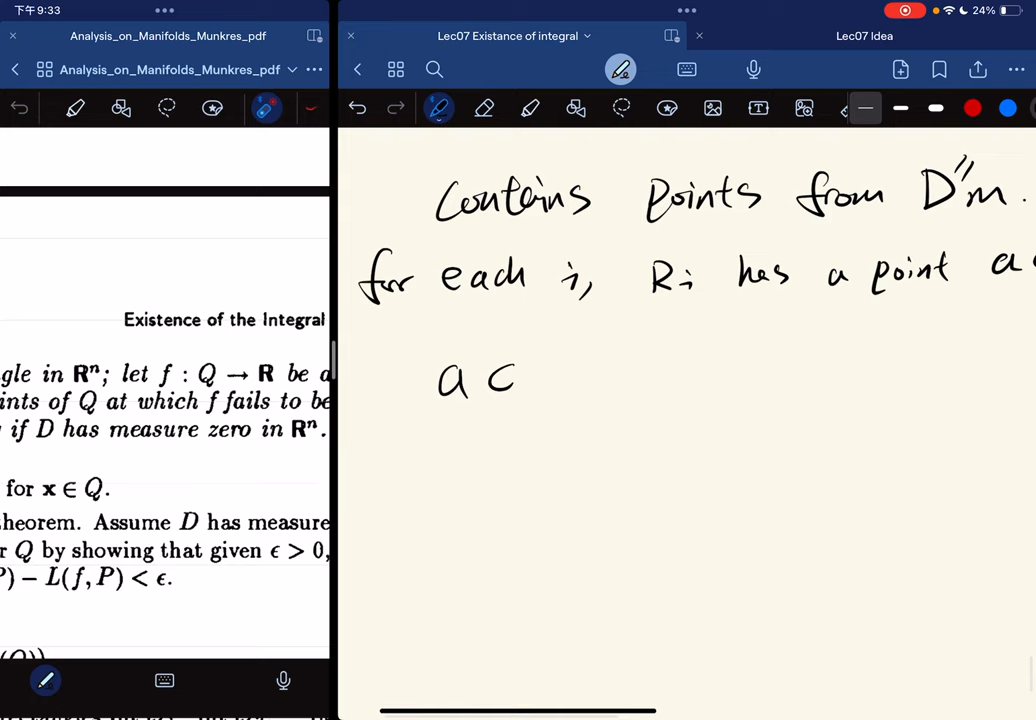 下午9:33
24%
Analysis_on_Manifolds_Munkres_pdf
Lec07 Existance of integral
Lec07 Idea
Analysis_on_Manifolds_Munkres_pdf
Existence of the Integral
gle in Rⁿ; let f : Q → R be a
ints of Q at which f fails to be
if D has measure zero in Rⁿ.
for x ∈ Q.
theorem. Assume D has measure
r Q by showing that given ϵ > 0,
P) − L(f, P) < ϵ.
(Q))
Contains points from D''m.
for each i, Ri has a point a
a c